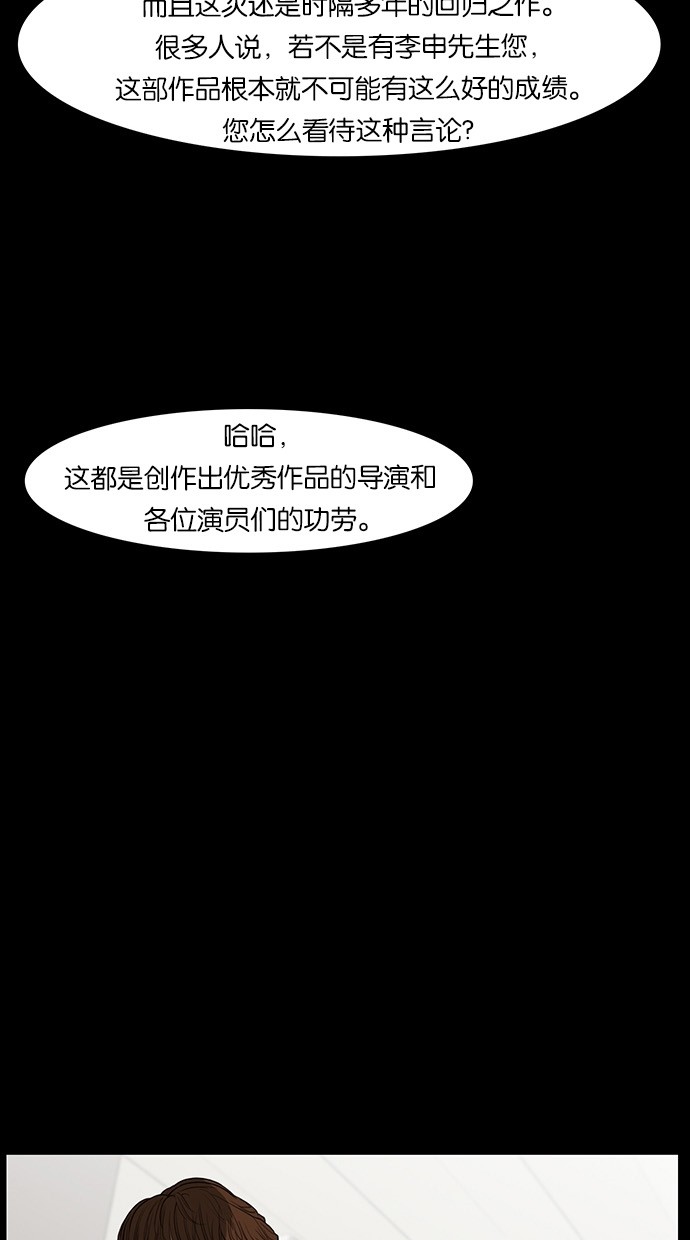 而且这次还是时隔多年的回归之作。
很多人说，若不是有李申先生您，
这部作品根本就不可能有这么好的成绩。
您怎么看待这种言论？
哈哈，
这都是创作出优秀作品的导演和
各位演员们的功劳。